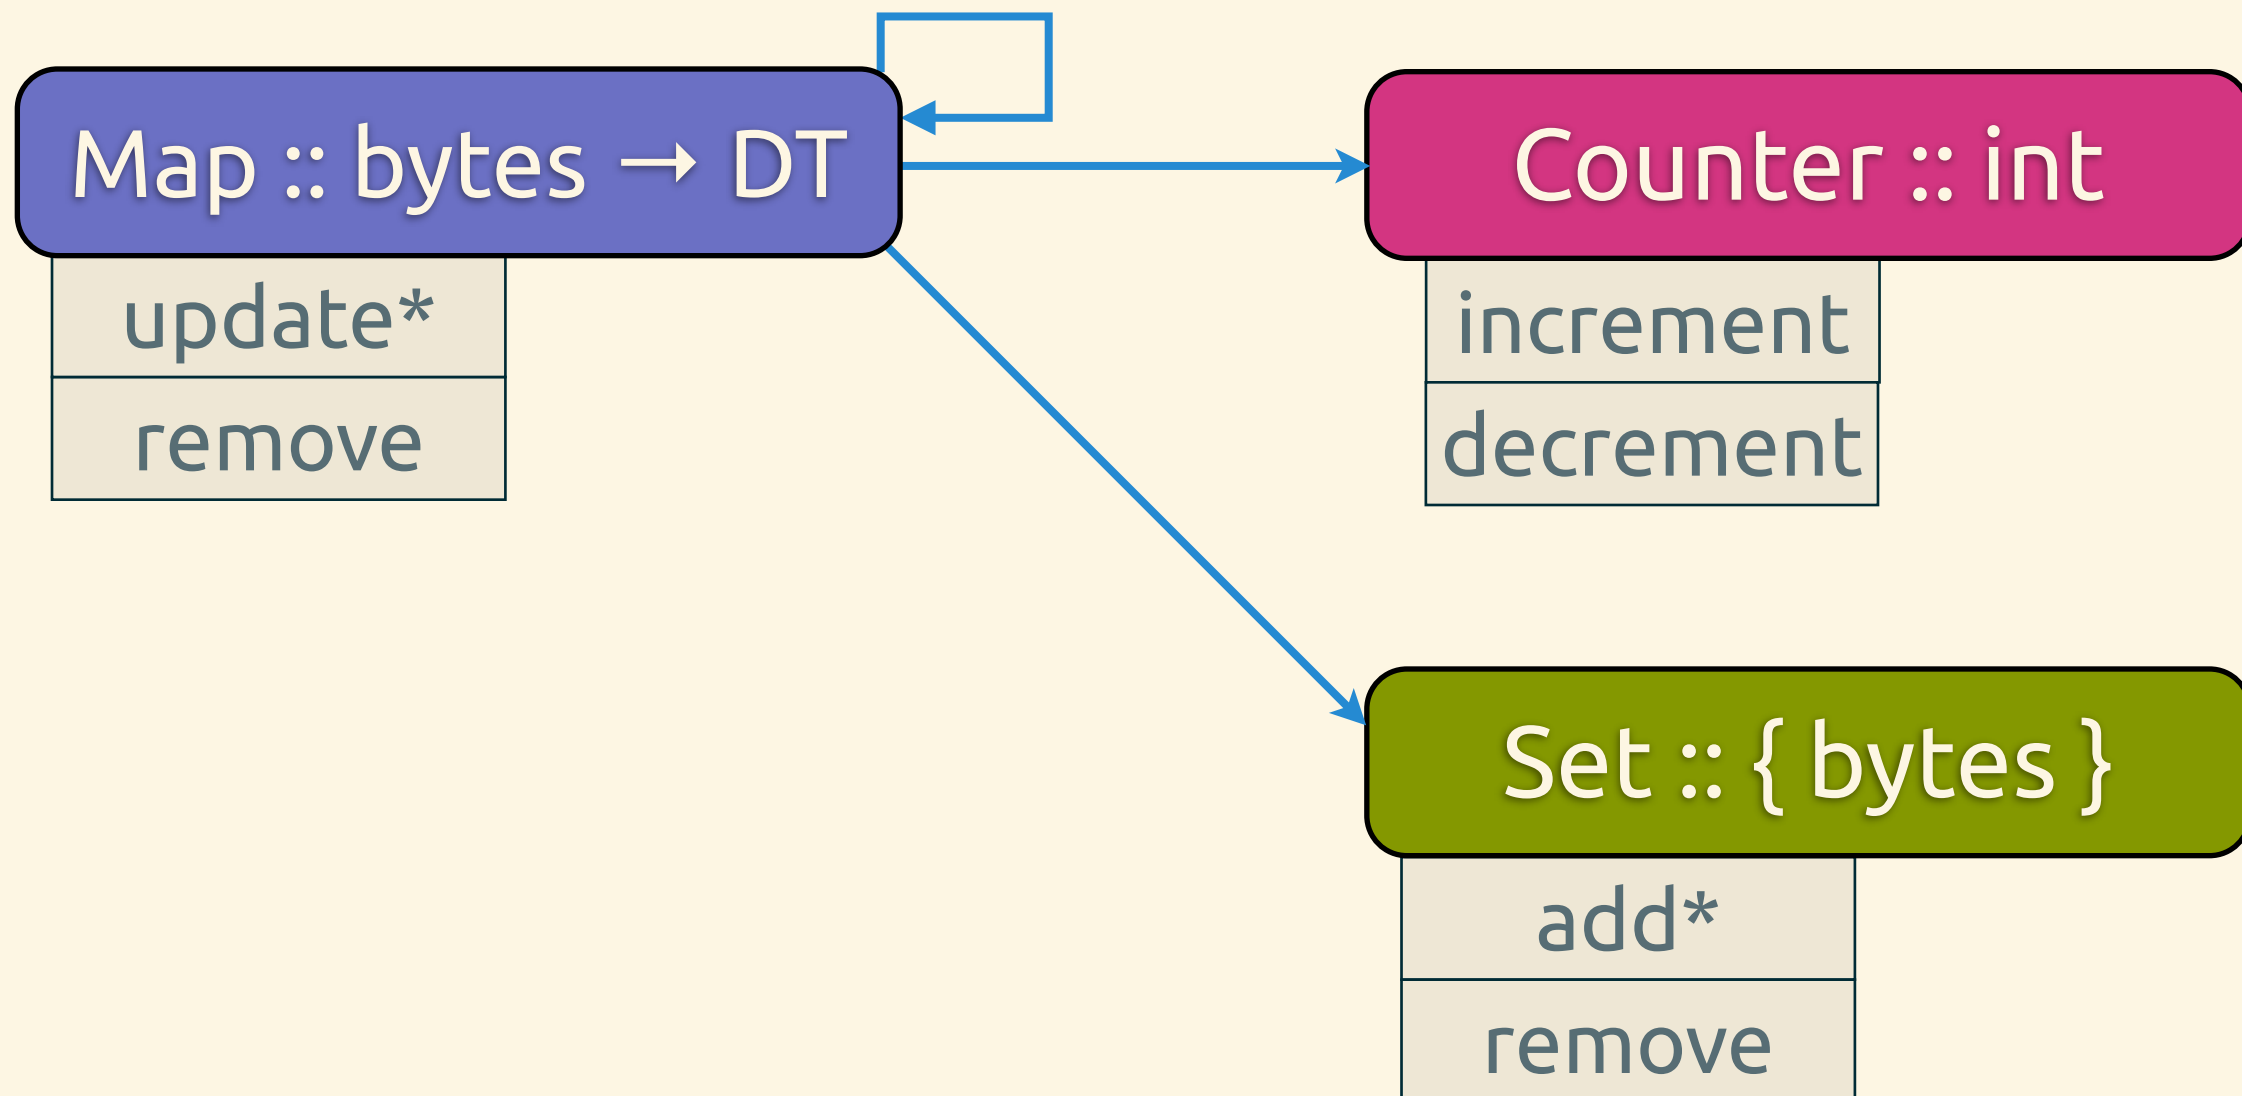 Map :: bytes → DT
update*
remove
Counter :: int
increment
decrement
Set :: { bytes }
add*
remove